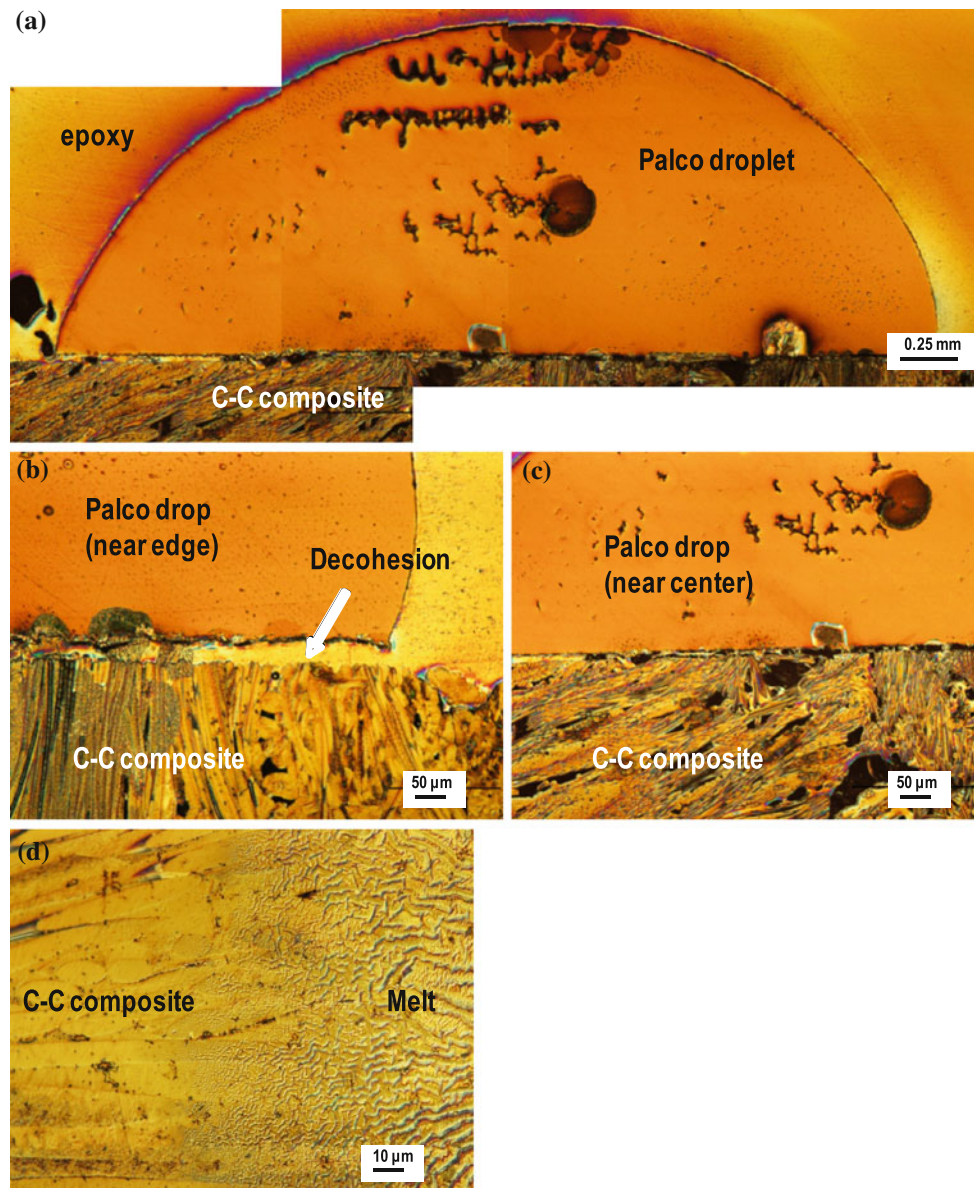 (a)
epoxy
Palco droplet
0.25 mm
C-C composite
(b)
Palco drop
(near edge)
Decohesion
C-C composite
50 µm
(c)
Palco drop
(near center)
C-C composite
50 µm
(d)
C-C composite
Melt
10 µm